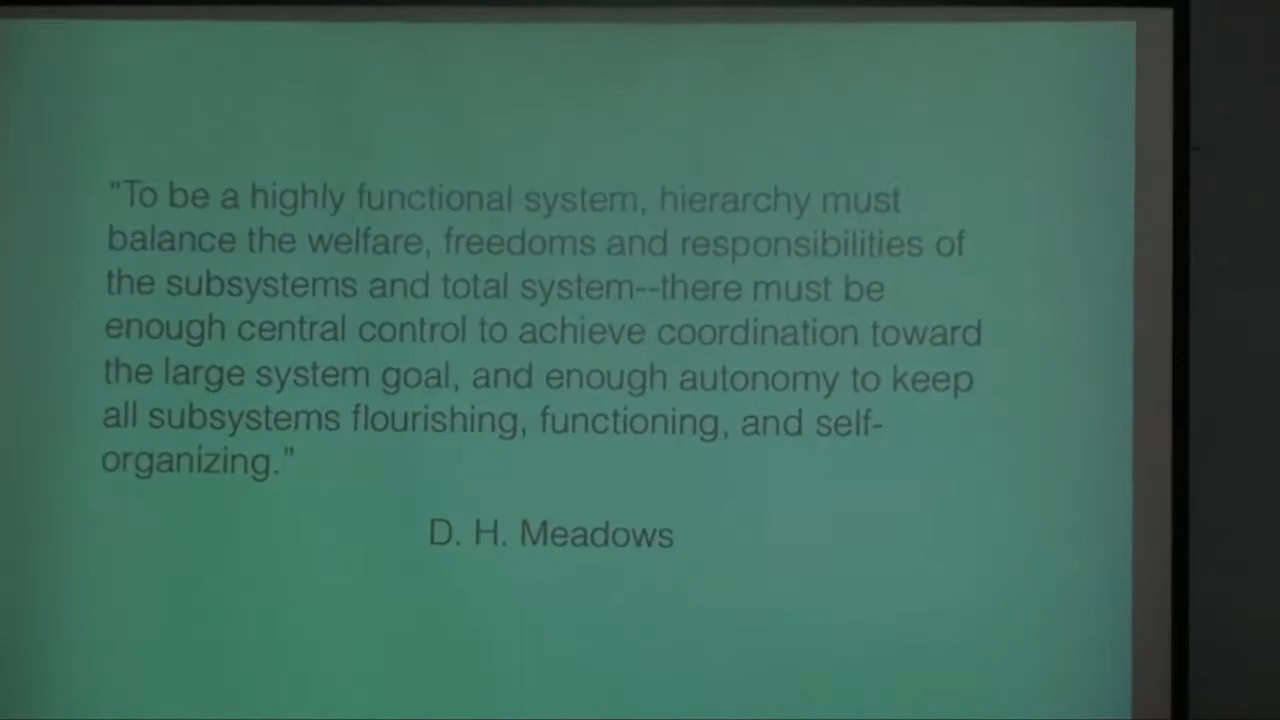 "To be a highly functional system, hierarchy must
balance the welfare, freedoms and responsibilities of
the subsystems and total system--there must be
enough central control to achieve coordination toward
the large system goal, and enough autonomy to keep
all subsystems flourishing, functioning, and self-
organizing.”
D. H. Meadows